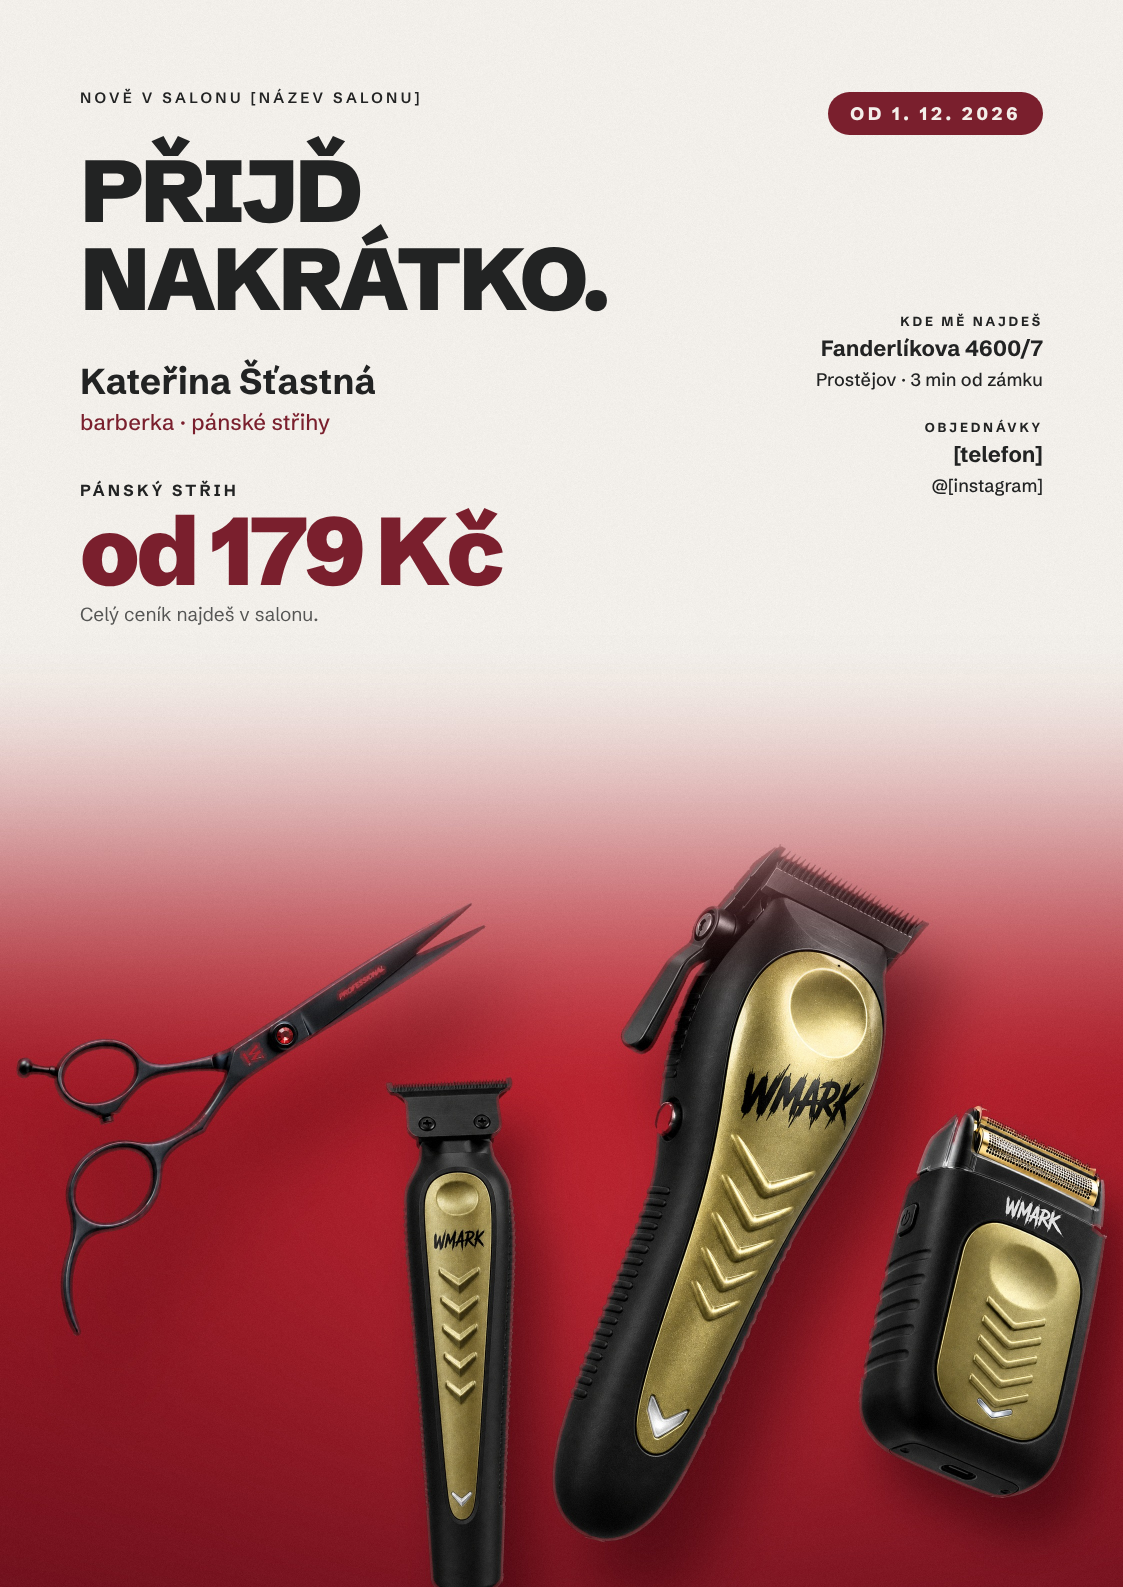 NOVĚ V SALONU [NÁZEV SALONU]
OD 1. 12. 2026
PŘIJĎ
NAKRÁTKO.
Kateřina Šťastná
barberka · pánské střihy
PÁNSKÝ STŘIH
od 179 Kč
Celý ceník najdeš v salonu.
KDE MĚ NAJDEŠ
Fanderlíkova 4600/7
Prostějov · 3 min od zámku
OBJEDNÁVKY
[telefon]
@[instagram]
PROFESSIONAL
WMARK
WMARK
WMARK